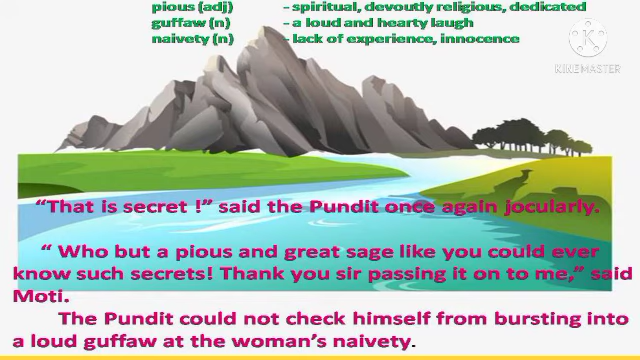 pious (adj) - spiritual, devoutly religious, dedicated
guffaw (n) - a loud and hearty laugh
naivety (n) - lack of experience, innocence
KINEMASTER
“That is secret !” said the Pundit once again jocularly.
“ Who but a pious and great sage like you could ever
know such secrets! Thank you sir passing it on to me,” said
Moti.
The Pundit could not check himself from bursting into
a loud guffaw at the woman’s naivety.